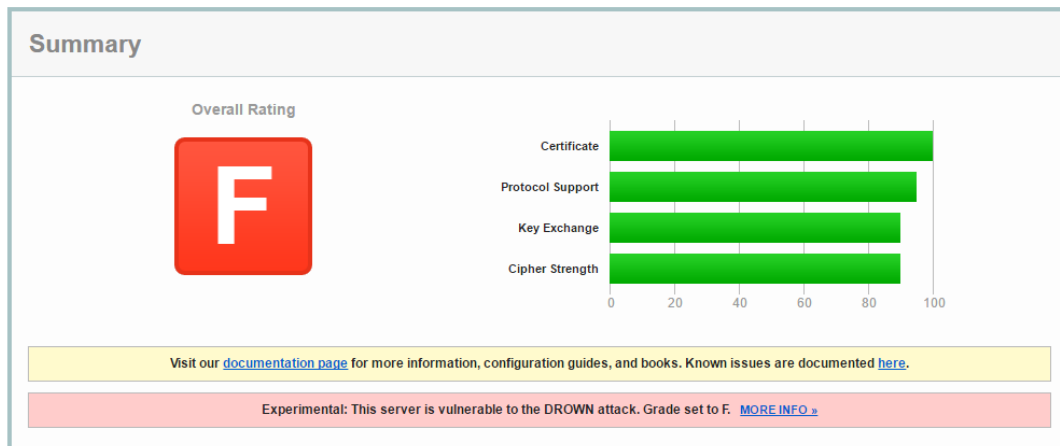 Summary
Overall Rating
F
Certificate
Protocol Support
Key Exchange
Cipher Strength
0 20 40 60 80 100
Visit our documentation page for more information, configuration guides, and books. Known issues are documented here.
Experimental: This server is vulnerable to the DROWN attack. Grade set to F. MORE INFO »